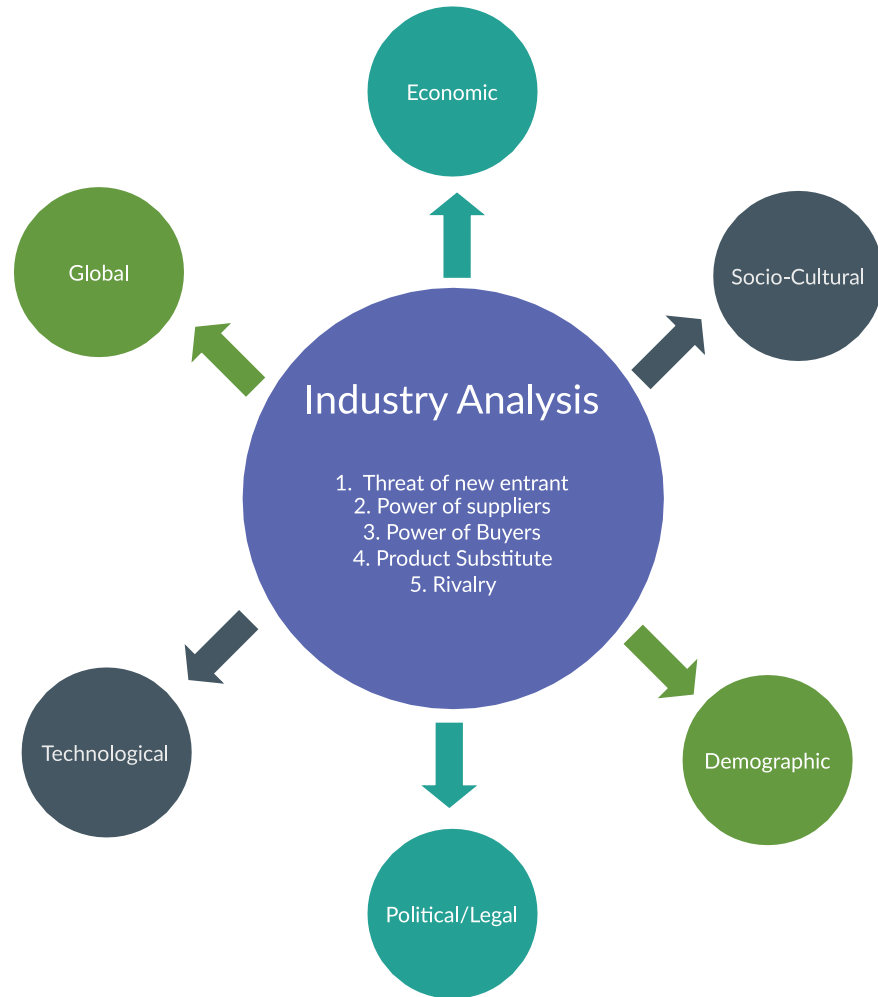 Economic
Global
Socio-Cultural
Industry Analysis
1. Threat of new entrant
2. Power of suppliers
3. Power of Buyers
4. Product Substitute
5. Rivalry
Technological
Demographic
Political/Legal